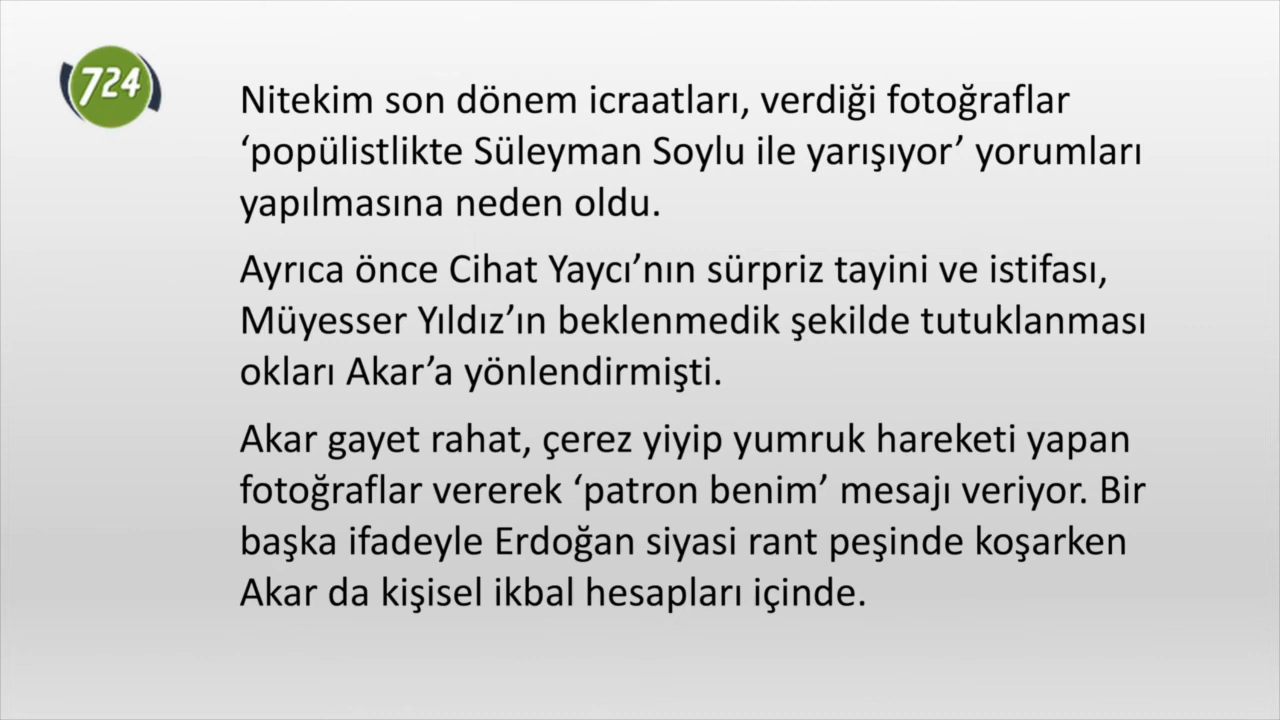 724
Nitekim son dönem icraatları, verdiği fotoğraflar
‘popülistlikte Süleyman Soylu ile yarışıyor’ yorumları
yapılmasına neden oldu.
Ayrıca önce Cihat Yaycı’nın sürpriz tayini ve istifası,
Müyesser Yıldız’ın beklenmedik şekilde tutuklanması
okları Akar’a yönlendirmişti.
Akar gayet rahat, çerez yiyip yumruk hareketi yapan
fotoğraflar vererek ‘patron benim’ mesajı veriyor. Bir
başka ifadeyle Erdoğan siyasi rant peşinde koşarken
Akar da kişisel ikbal hesapları içinde.